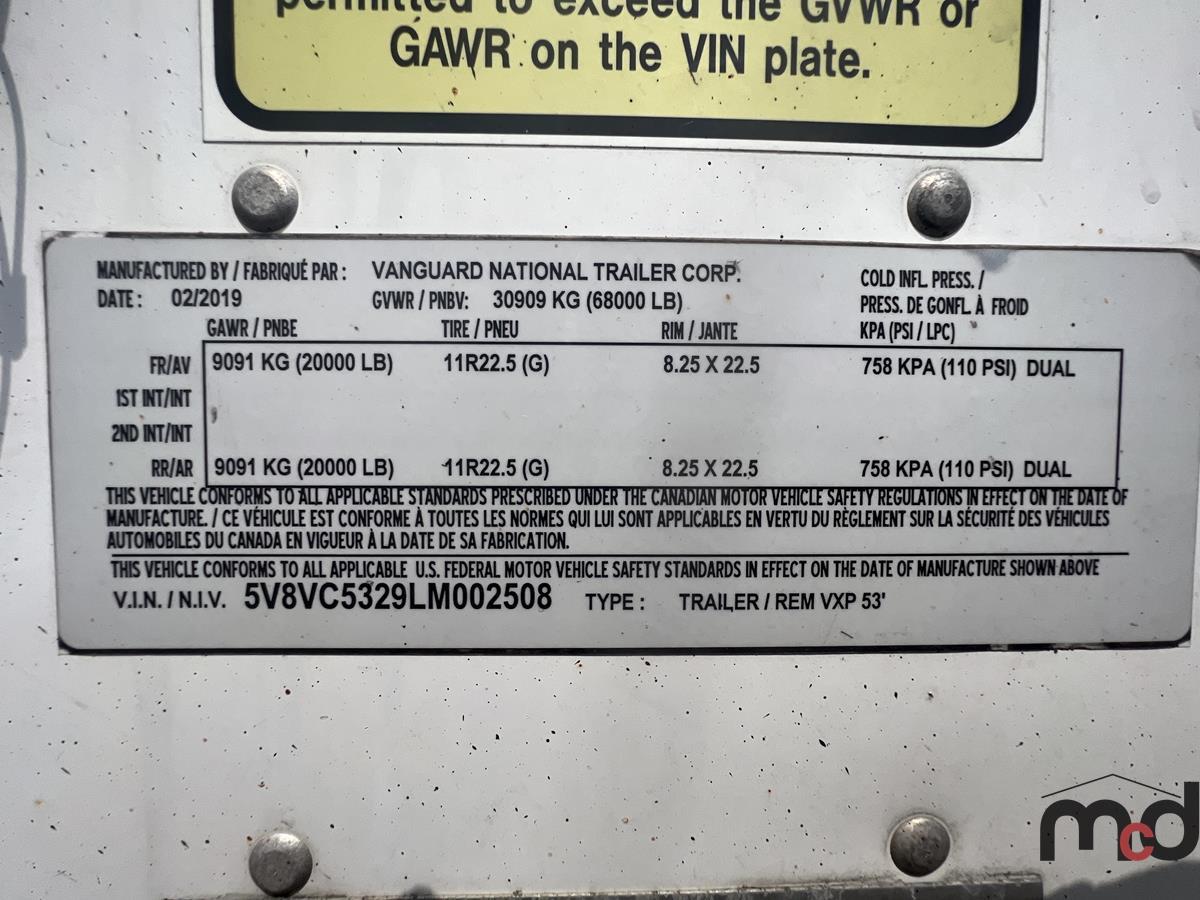 permitted to exceed the GVWR or
GAWR on the VIN plate.
MANUFACTURED BY / FABRIQUÉ PAR : VANGUARD NATIONAL TRAILER CORP.
DATE : 02/2019 GVWR / PNBV: 30909 KG (68000 LB)
COLD INFL. PRESS. /
PRESS. DE GONFL. À FROID
GAWR / PNBE TIRE / PNEU RIM / JANTE KPA (PSI / LPC)
FR/AV 9091 KG (20000 LB) 11R22.5 (G) 8.25 X 22.5 758 KPA (110 PSI) DUAL
1ST INT/INT
2ND INT/INT
RR/AR 9091 KG (20000 LB) 11R22.5 (G) 8.25 X 22.5 758 KPA (110 PSI) DUAL
THIS VEHICLE CONFORMS TO ALL APPLICABLE STANDARDS PRESCRIBED UNDER THE CANADIAN MOTOR VEHICLE SAFETY REGULATIONS IN EFFECT ON THE DATE OF
MANUFACTURE. / CE VÉHICULE EST CONFORME À TOUTES LES NORMES QUI LUI SONT APPLICABLES EN VERTU DU RÈGLEMENT SUR LA SÉCURITÉ DES VÉHICULES
AUTOMOBILES DU CANADA EN VIGUEUR À LA DATE DE SA FABRICATION.
THIS VEHICLE CONFORMS TO ALL APPLICABLE U.S. FEDERAL MOTOR VEHICLE SAFETY STANDARDS IN EFFECT ON THE DATE OF MANUFACTURE SHOWN ABOVE
V.I.N. / N.I.V. 5V8VC5329LM002508 TYPE : TRAILER / REM VXP 53'
mcd